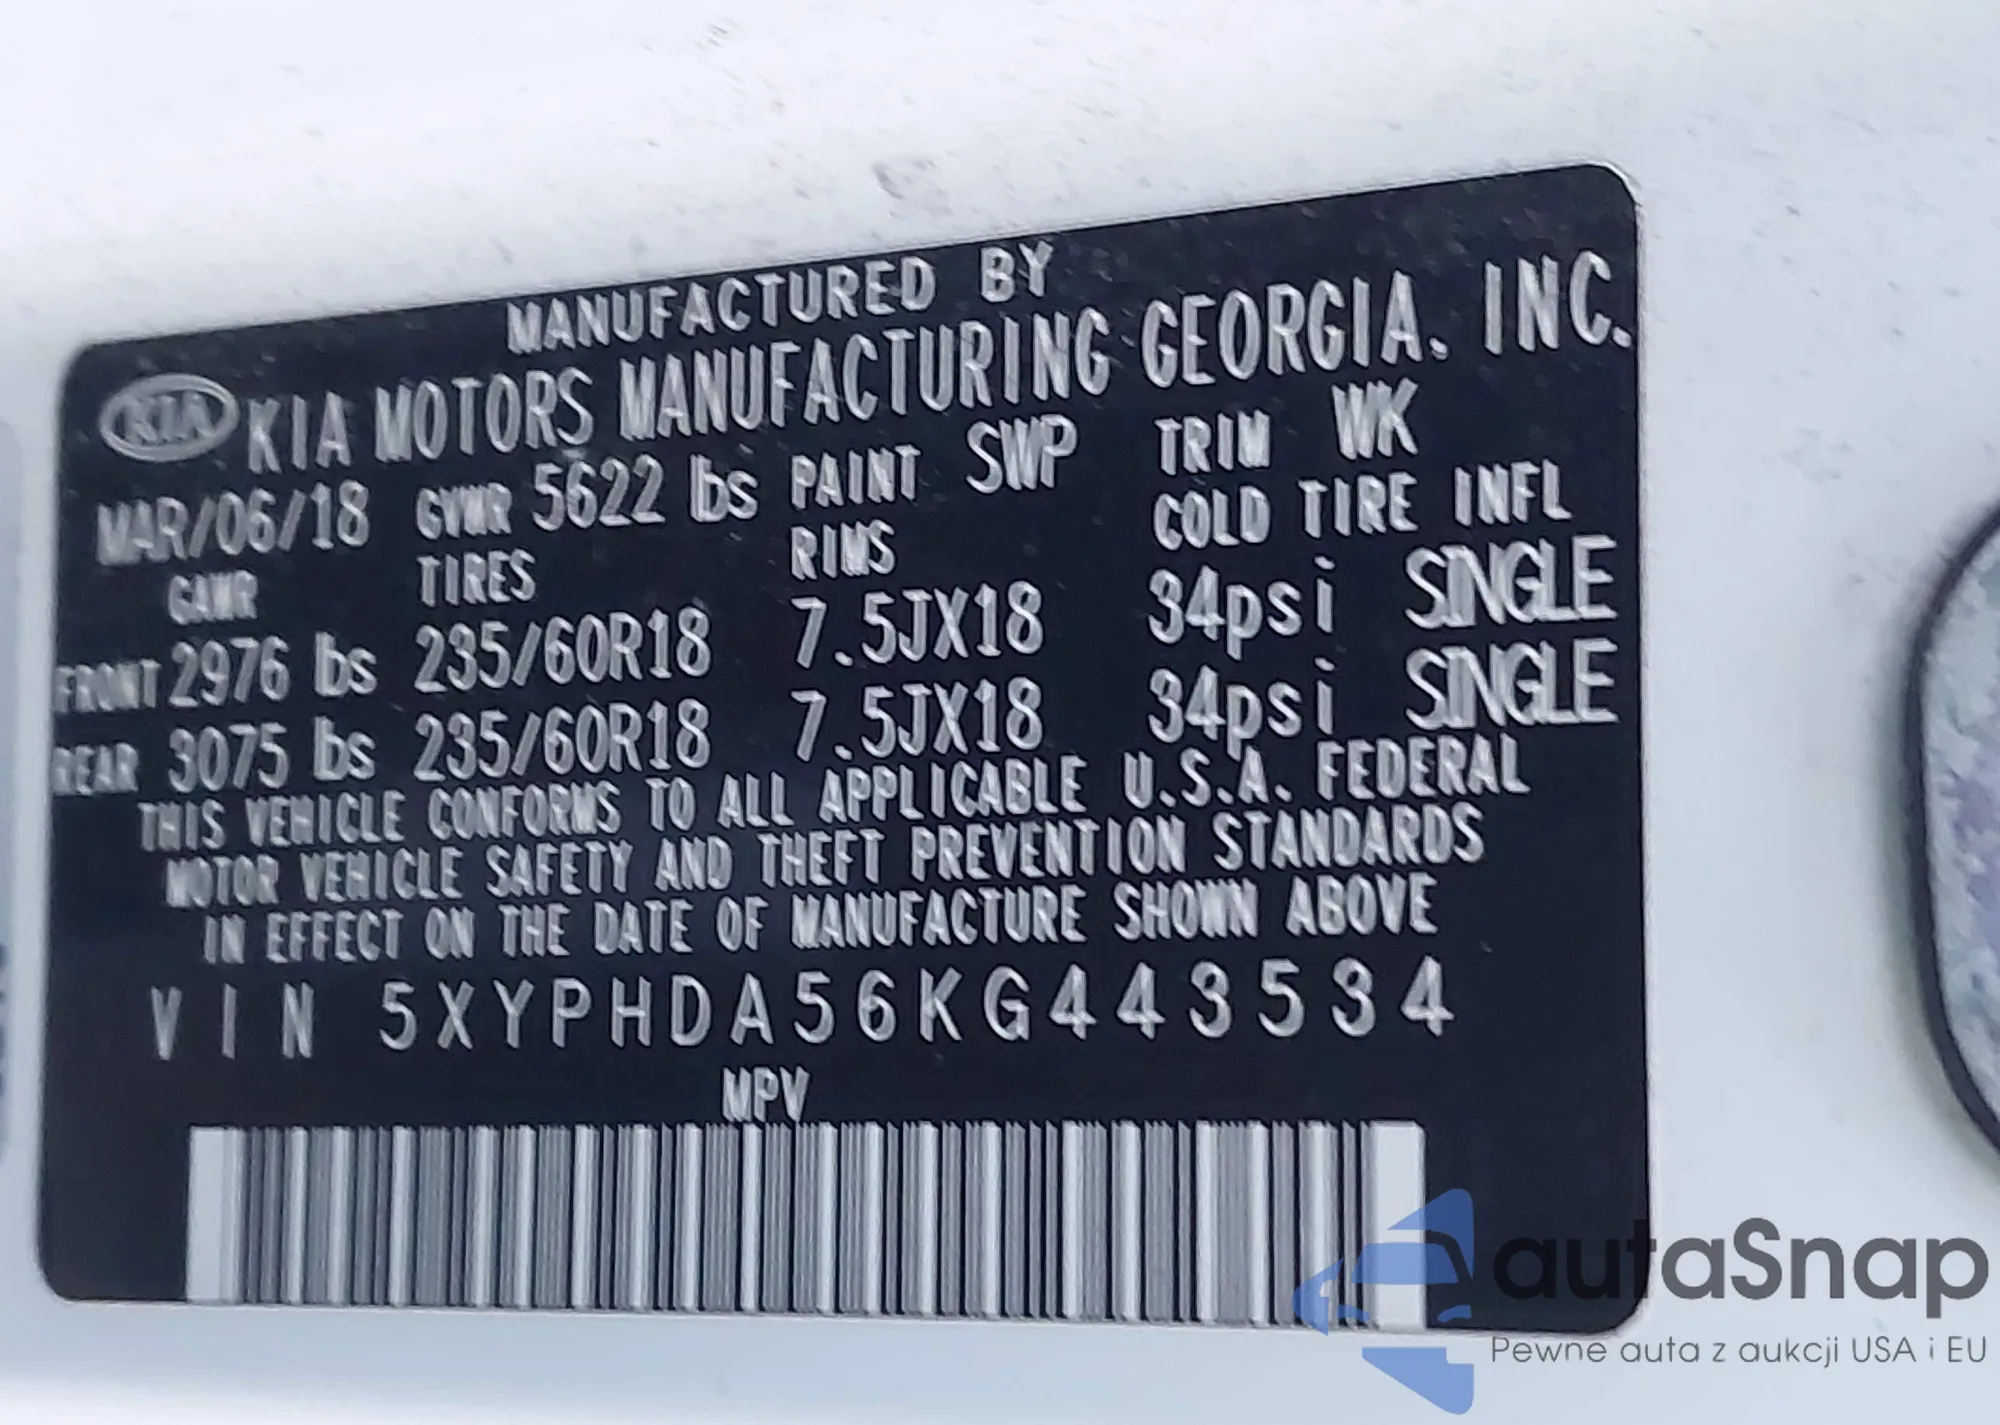 MANUFACTURED BY
KIA KIA MOTORS MANUFACTURING GEORGIA. INC.
MAR/06/18 GVWR 5622 lbs PAINT SWP TRIM WK
GAWR TIRES RIMS COLD TIRE INFL
FRONT 2976 lbs 235/60R18 7.5JX18 34psi SINGLE
REAR 3075 lbs 235/60R18 7.5JX18 34psi SINGLE
THIS VEHICLE CONFORMS TO ALL APPLICABLE U.S.A. FEDERAL
MOTOR VEHICLE SAFETY AND THEFT PREVENTION STANDARDS
IN EFFECT ON THE DATE OF MANUFACTURE SHOWN ABOVE
VIN 5XYPHDA56KG443534
MPV
autaSnap
Pewne auta z aukcji USA i EU